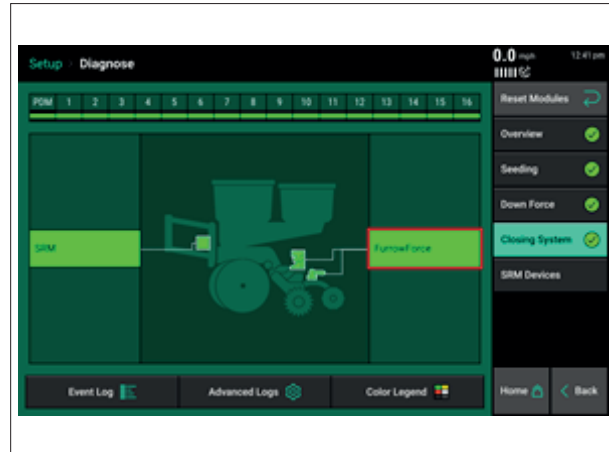 Setup Diagnose
0.0 mph 12:41 pm
PDM 1 2 3 4 5 6 7 8 9 10 11 12 13 14 15 16
Reset Modules
Overview
Seeding
Down Force
SRM
FurrowForce
Closing System
SRM Devices
Event Log
Advanced Logs
Color Legend
Home
< Back